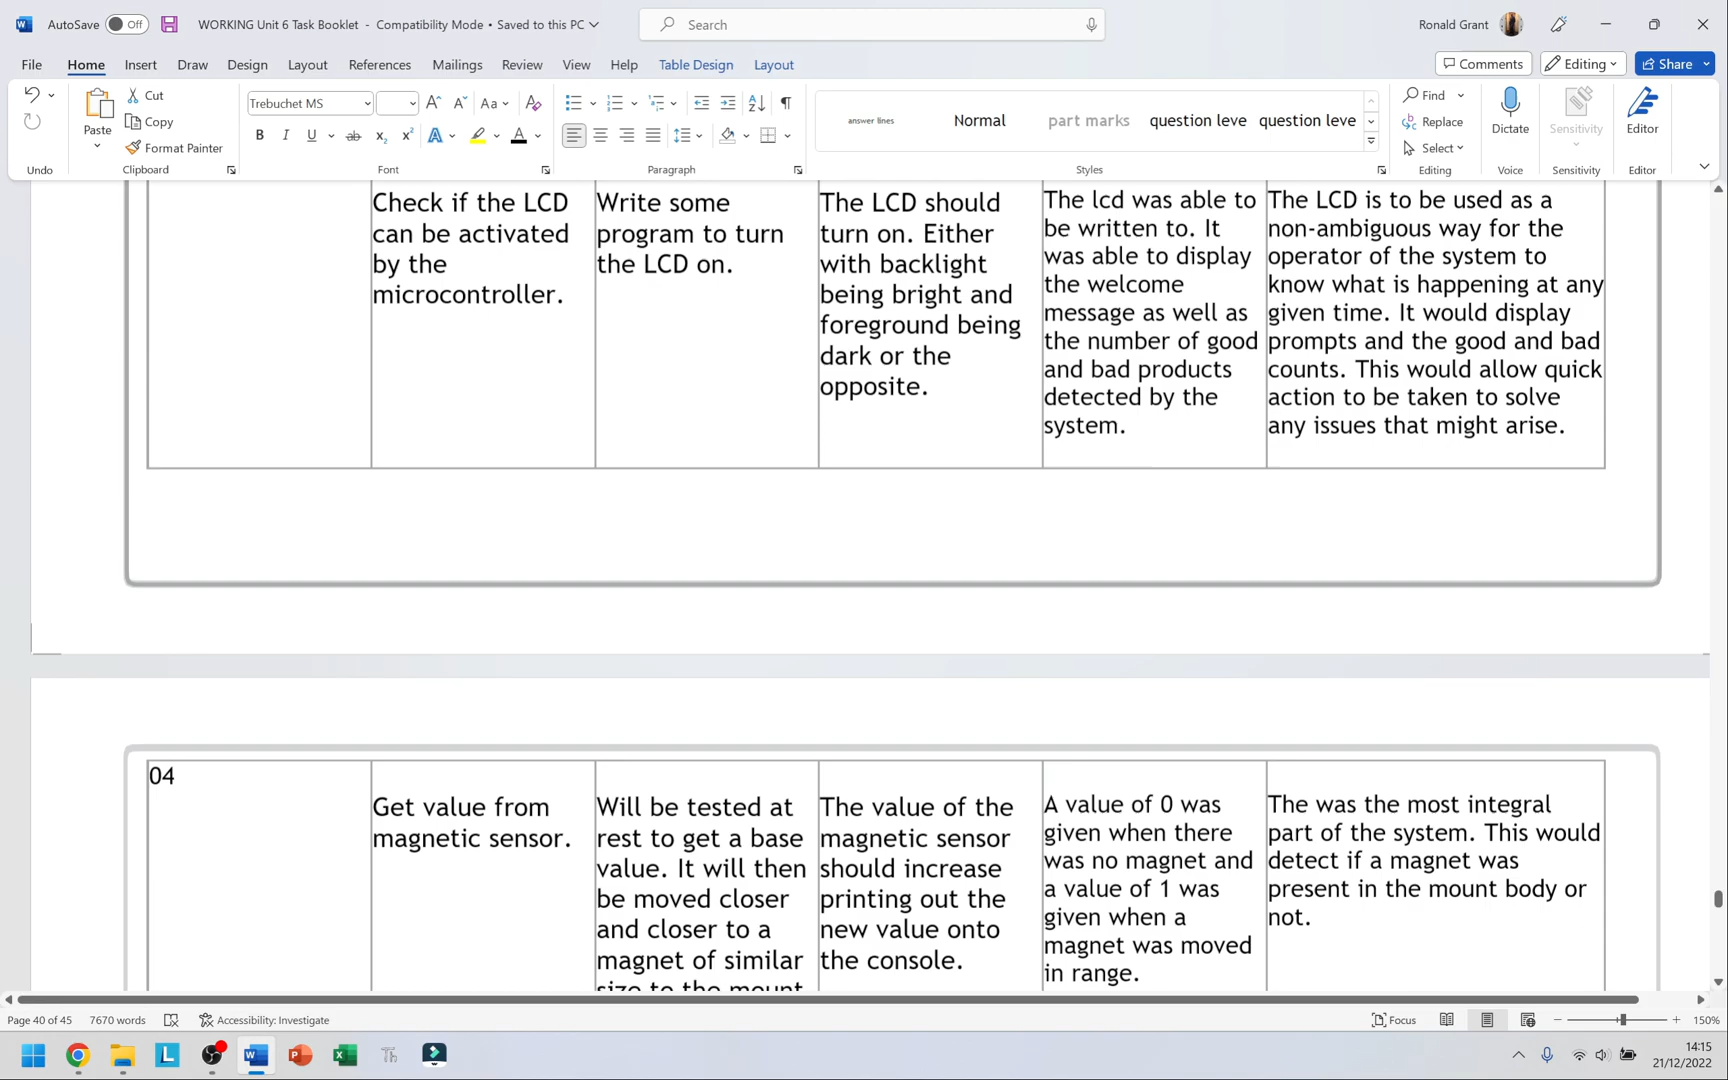 AutoSave Off WORKING Unit 6 Task Booklet - Compatibility Mode • Saved to this PC Search Ronald Grant
File Home Insert Draw Design Layout References Mailings Review View Help Table Design Layout Comments Editing Share
Cut
Copy
Format Painter
Paste
Undo
Clipboard
Trebuchet MS
Font
Paragraph
answer lines Normal part marks question leve question leve
Styles
Find
Replace
Select
Editing
Dictate
Voice
Sensitivity
Sensitivity
Editor
Editor
Check if the LCD
can be activated
by the
microcontroller.
Write some
program to turn
the LCD on.
The LCD should
turn on. Either
with backlight
being bright and
foreground being
dark or the
opposite.
The lcd was able to
be written to. It
was able to display
the welcome
message as well as
the number of good
and bad products
detected by the
system.
The LCD is to be used as a
non-ambiguous way for the
operator of the system to
know what is happening at any
given time. It would display
prompts and the good and bad
counts. This would allow quick
action to be taken to solve
any issues that might arise.
04
Get value from
magnetic sensor.
Will be tested at
rest to get a base
value. It will then
be moved closer
and closer to a
magnet of similar
size to the mount
The value of the
magnetic sensor
should increase
printing out the
new value onto
the console.
A value of 0 was
given when there
was no magnet and
a value of 1 was
given when a
magnet was moved
in range.
The was the most integral
part of the system. This would
detect if a magnet was
present in the mount body or
not.
Page 40 of 45 7670 words Accessibility: Investigate Focus 150%
14:15
21/12/2022